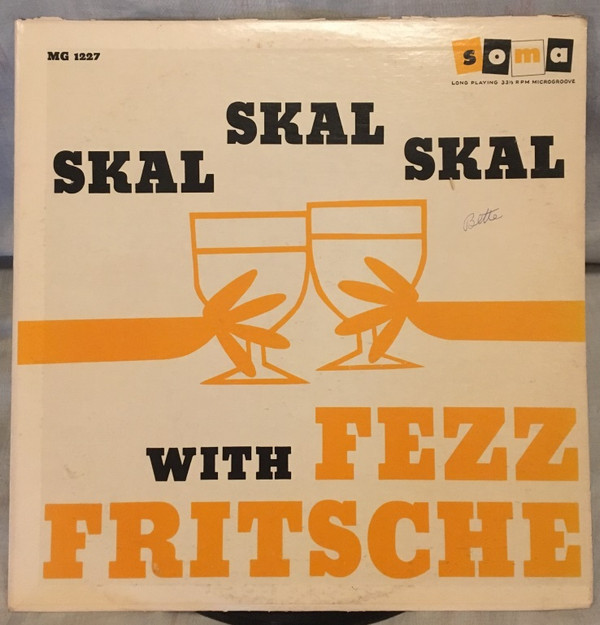 MG 1227
soma
LONG PLAYING 33⅓ RPM MICROGROOVE
SKAL SKAL SKAL
Bette
WITH FEZZ
FRITSCHE